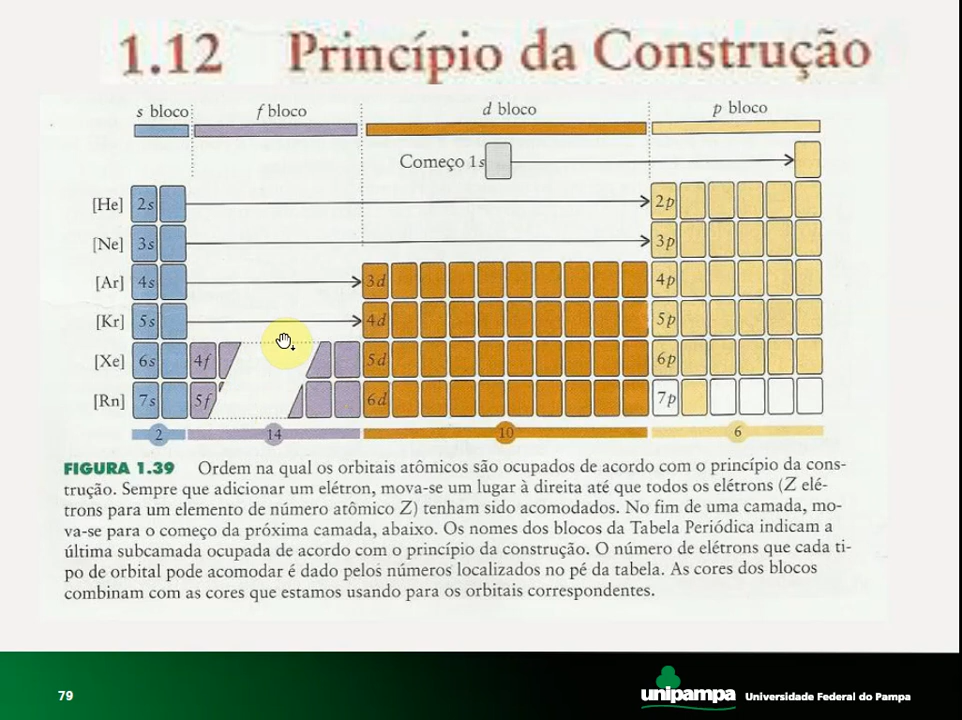 1.12 Princípio da Construção
s bloco f bloco d bloco p bloco
Começo 1s
[He] 2s 2p
[Ne] 3s 3p
[Ar] 4s 3d 4p
[Kr] 5s 4d 5p
[Xe] 6s 4f 5d 6p
[Rn] 7s 5f 6d 7p
2 14 10 6
FIGURA 1.39 Ordem na qual os orbitais atômicos são ocupados de acordo com o princípio da cons-
trução. Sempre que adicionar um elétron, mova-se um lugar à direita até que todos os elétrons (Z elé-
trons para um elemento de número atômico Z) tenham sido acomodados. No fim de uma camada, mo-
va-se para o começo da próxima camada, abaixo. Os nomes dos blocos da Tabela Periódica indicam a
última subcamada ocupada de acordo com o princípio da construção. O número de elétrons que cada ti-
po de orbital pode acomodar é dado pelos números localizados no pé da tabela. As cores dos blocos
combinam com as cores que estamos usando para os orbitais correspondentes.
79
unipampa Universidade Federal do Pampa